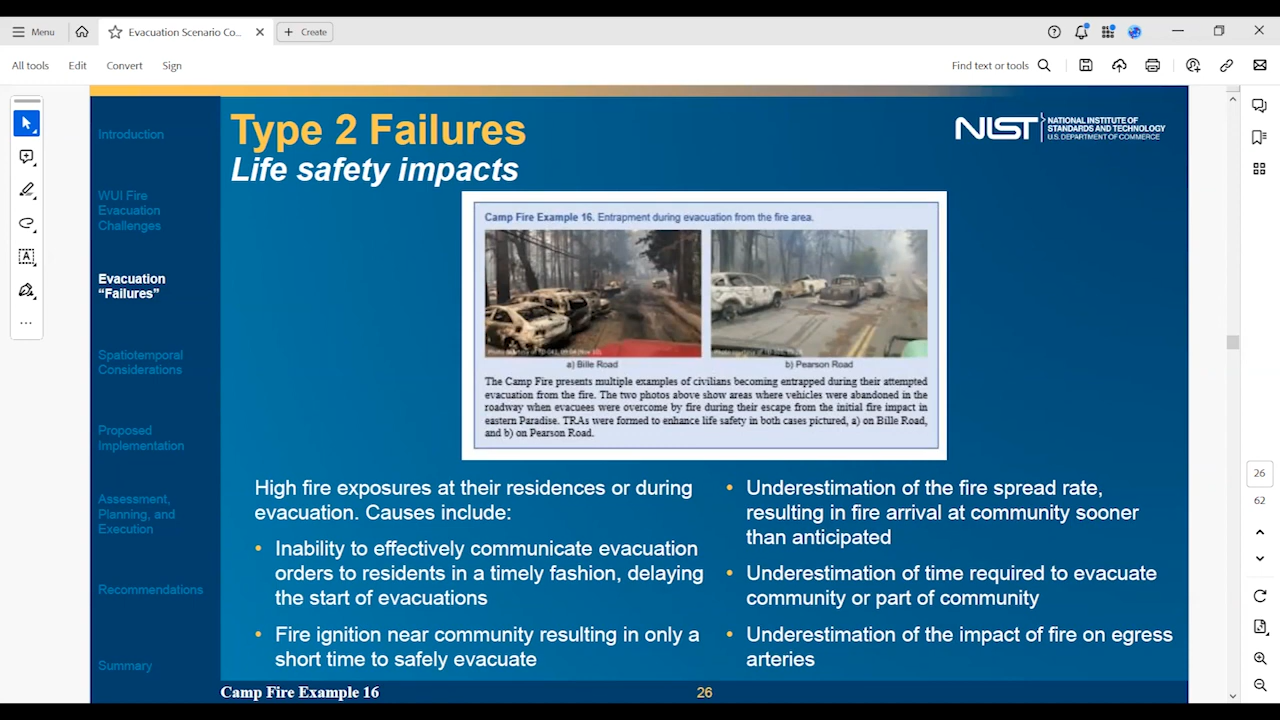 Menu
Evacuation Scenario Co...
Create
All tools
Edit
Convert
Sign
Find text or tools
Introduction
WUI Fire
Evacuation
Challenges
Evacuation
“Failures”
Spatiotemporal
Considerations
Proposed
Implementation
Assessment,
Planning, and
Execution
Recommendations
Summary
Type 2 Failures
Life safety impacts
NIST
NATIONAL INSTITUTE OF
STANDARDS AND TECHNOLOGY
U.S. DEPARTMENT OF COMMERCE
Camp Fire Example 16. Entrapment during evacuation from the fire area.
a) Bille Road
b) Pearson Road
The Camp Fire presents multiple examples of civilians becoming entrapped during their attempted
evacuation from the fire. The two photos above show areas where vehicles were abandoned in the
roadway when evacuees were overcome by fire during their escape from the initial fire impact in
eastern Paradise. TRAs were formed to enhance life safety in both cases pictured, a) on Bille Road,
and b) on Pearson Road.
High fire exposures at their residences or during
evacuation. Causes include:
• Inability to effectively communicate evacuation
orders to residents in a timely fashion, delaying
the start of evacuations
• Fire ignition near community resulting in only a
short time to safely evacuate
• Underestimation of the fire spread rate,
resulting in fire arrival at community sooner
than anticipated
• Underestimation of time required to evacuate
community or part of community
• Underestimation of the impact of fire on egress
arteries
Camp Fire Example 16
26
26
62